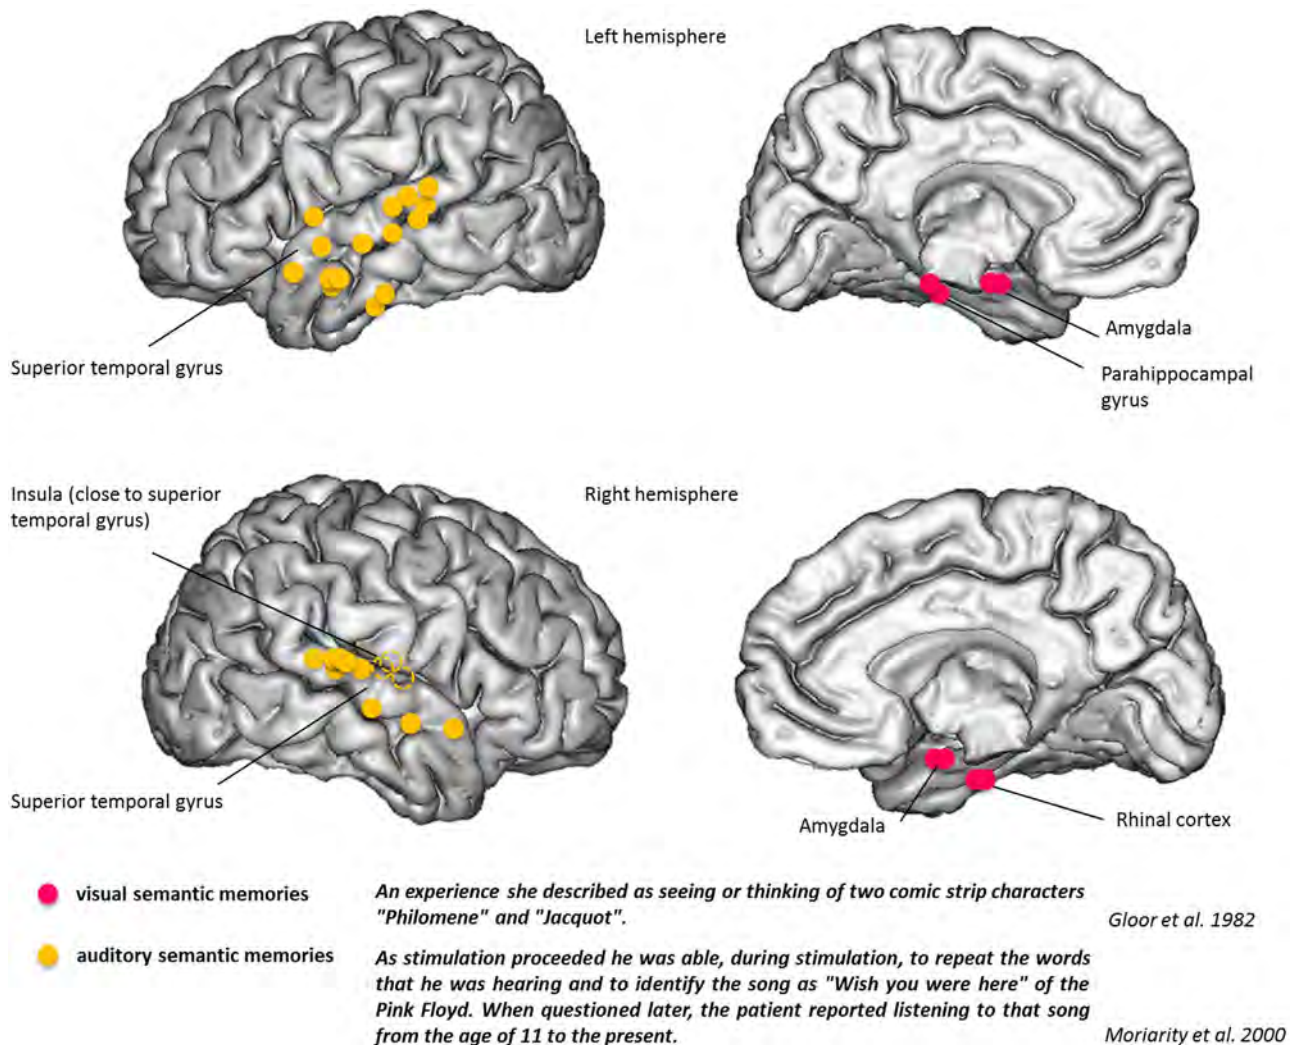 Left hemisphere
Superior temporal gyrus
Amygdala
Parahippocampal
gyrus
Insula (close to superior
temporal gyrus)
Right hemisphere
Superior temporal gyrus
Amygdala
Rhinal cortex
visual semantic memories
An experience she described as seeing or thinking of two comic strip characters
"Philomene" and "Jacquot".
Gloor et al. 1982
auditory semantic memories
As stimulation proceeded he was able, during stimulation, to repeat the words
that he was hearing and to identify the song as "Wish you were here" of the
Pink Floyd. When questioned later, the patient reported listening to that song
from the age of 11 to the present.
Moriarity et al. 2000